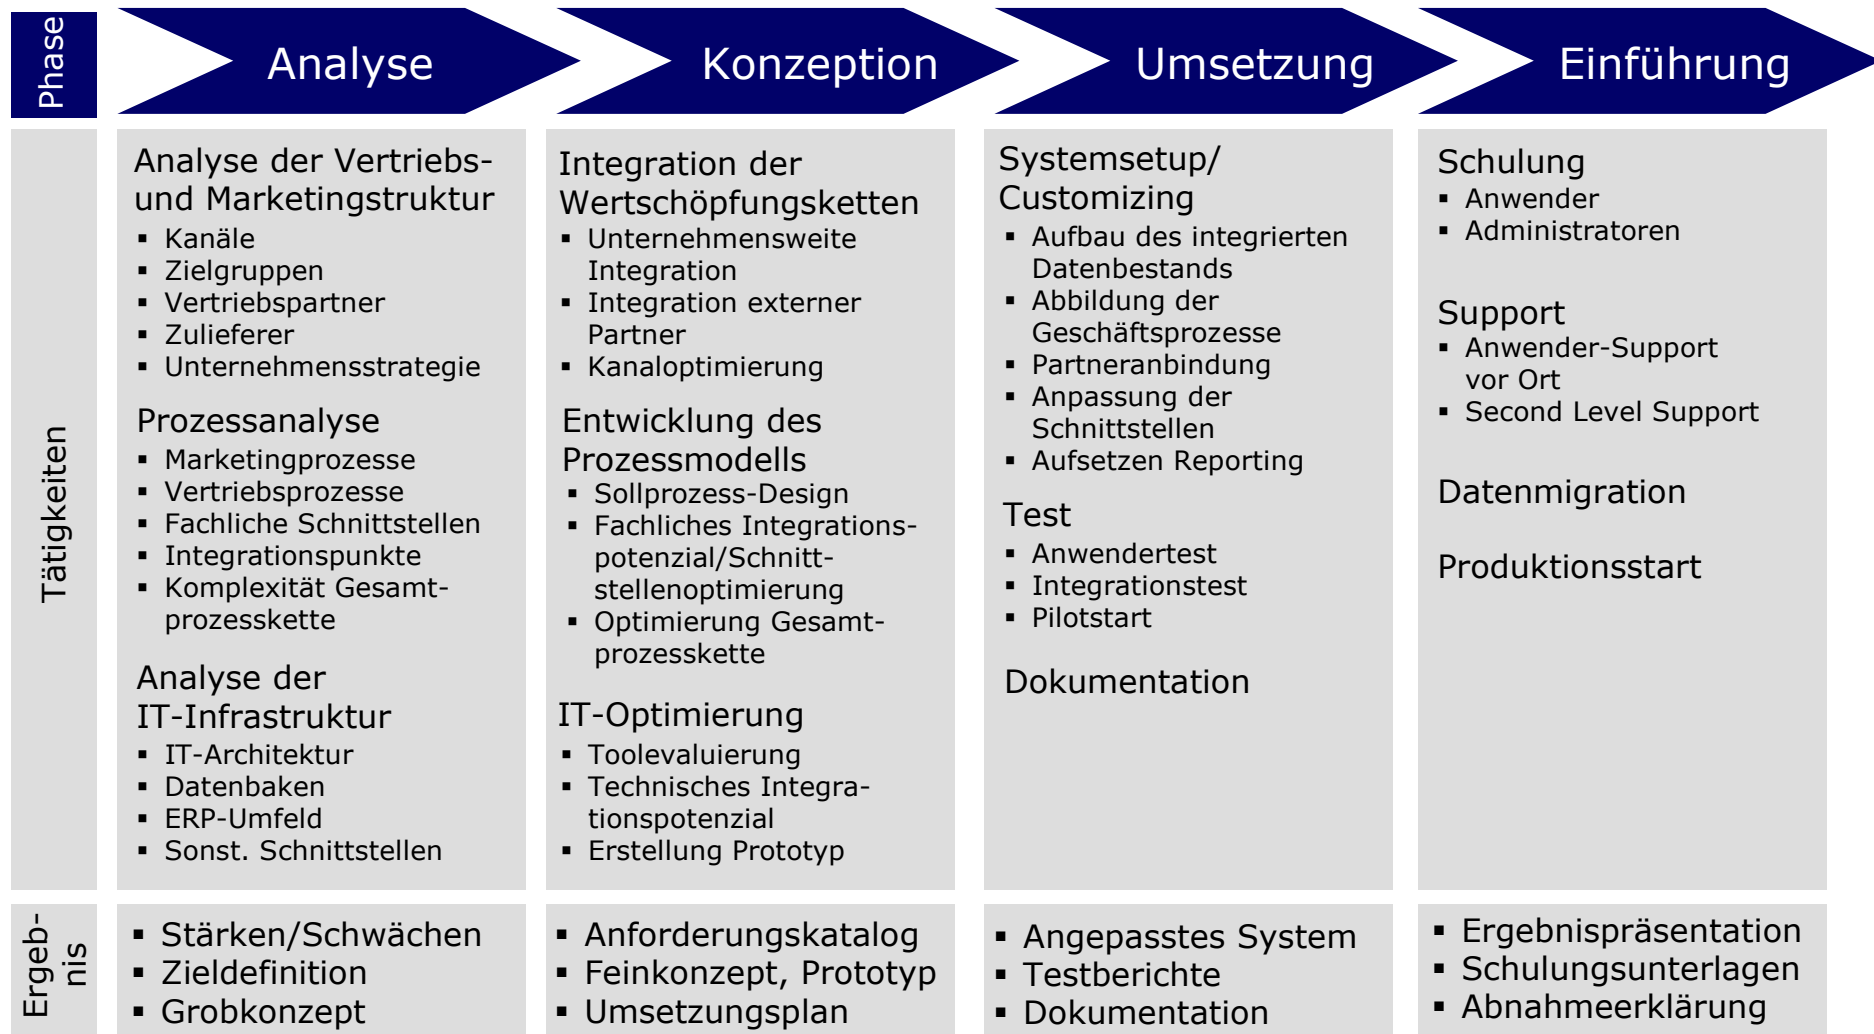 Phase
Analyse
Konzeption
Umsetzung
Einführung
Tätigkeiten
Analyse der Vertriebs-
und Marketingstruktur
▪ Kanäle
▪ Zielgruppen
▪ Vertriebspartner
▪ Zulieferer
▪ Unternehmensstrategie
Prozessanalyse
▪ Marketingprozesse
▪ Vertriebsprozesse
▪ Fachliche Schnittstellen
▪ Integrationspunkte
▪ Komplexität Gesamt-
prozesskette
Analyse der
IT-Infrastruktur
▪ IT-Architektur
▪ Datenbaken
▪ ERP-Umfeld
▪ Sonst. Schnittstellen
Integration der
Wertschöpfungsketten
▪ Unternehmensweite
Integration
▪ Integration externer
Partner
▪ Kanaloptimierung
Entwicklung des
Prozessmodells
▪ Sollprozess-Design
▪ Fachliches Integrations-
potenzial/Schnitt-
stellenoptimierung
▪ Optimierung Gesamt-
prozesskette
IT-Optimierung
▪ Toolevaluierung
▪ Technisches Integra-
tionspotenzial
▪ Erstellung Prototyp
Systemsetup/
Customizing
▪ Aufbau des integrierten
Datenbestands
▪ Abbildung der
Geschäftsprozesse
▪ Partneranbindung
▪ Anpassung der
Schnittstellen
▪ Aufsetzen Reporting
Test
▪ Anwendertest
▪ Integrationstest
▪ Pilotstart
Dokumentation
Schulung
▪ Anwender
▪ Administratoren
Support
▪ Anwender-Support
vor Ort
▪ Second Level Support
Datenmigration
Produktionsstart
Ergeb-
nis
▪ Stärken/Schwächen
▪ Zieldefinition
▪ Grobkonzept
▪ Anforderungskatalog
▪ Feinkonzept, Prototyp
▪ Umsetzungsplan
▪ Angepasstes System
▪ Testberichte
▪ Dokumentation
▪ Ergebnispräsentation
▪ Schulungsunterlagen
▪ Abnahmeerklärung